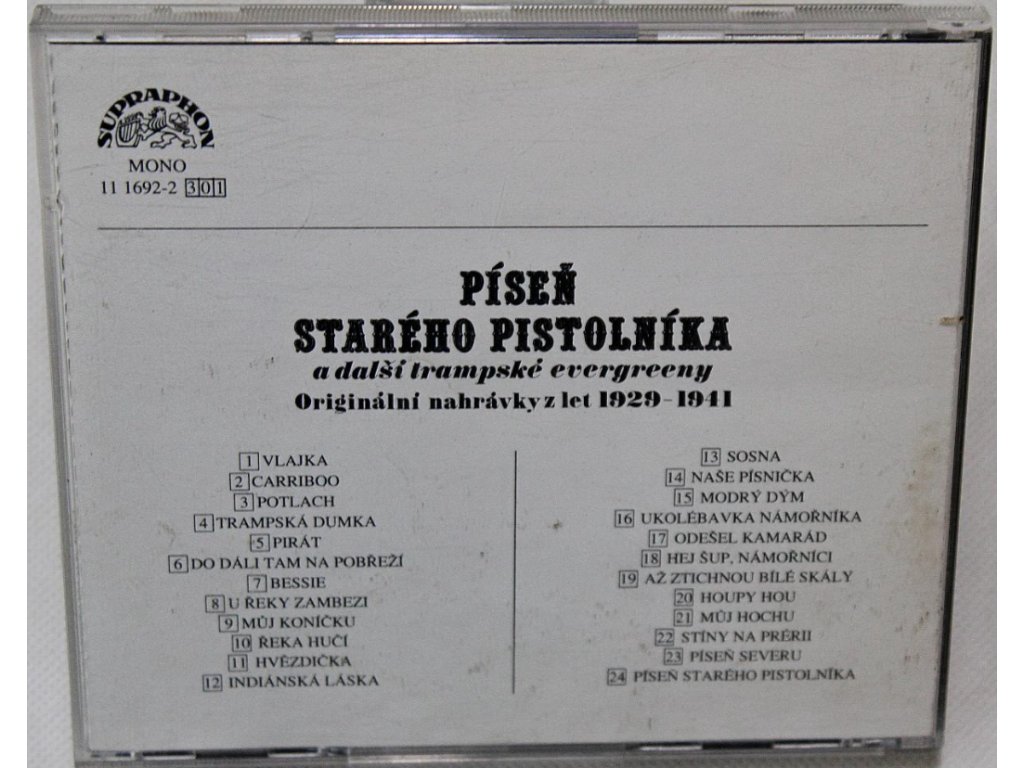 SUPRAPHON
MONO
11 1692-2 301
PÍSEŇ
STARÉHO PISTOLNÍKA
a další trampské evergreeny
Originální nahrávky z let 1929-1941
1 VLAJKA
2 CARRIBOO
3 POTLACH
4 TRAMPSKÁ DUMKA
5 PIRÁT
6 DO DÁLI TAM NA POBŘEŽÍ
7 BESSIE
8 U ŘEKY ZAMBEZI
9 MŮJ KONÍČKU
10 ŘEKA HUČÍ
11 HVĚZDIČKA
12 INDIÁNSKÁ LÁSKA
13 SOSNA
14 NAŠE PÍSNIČKA
15 MODRÝ DÝM
16 UKOLÉBAVKA NÁMOŘNÍKA
17 ODEŠEL KAMARÁD
18 HEJ ŠUP, NÁMOŘNÍCI
19 AŽ ZTICHNOU BÍLÉ SKÁLY
20 HOUPY HOU
21 MŮJ HOCHU
22 STÍNY NA PRÉRII
23 PÍSEŇ SEVERU
24 PÍSEŇ STARÉHO PISTOLNÍKA